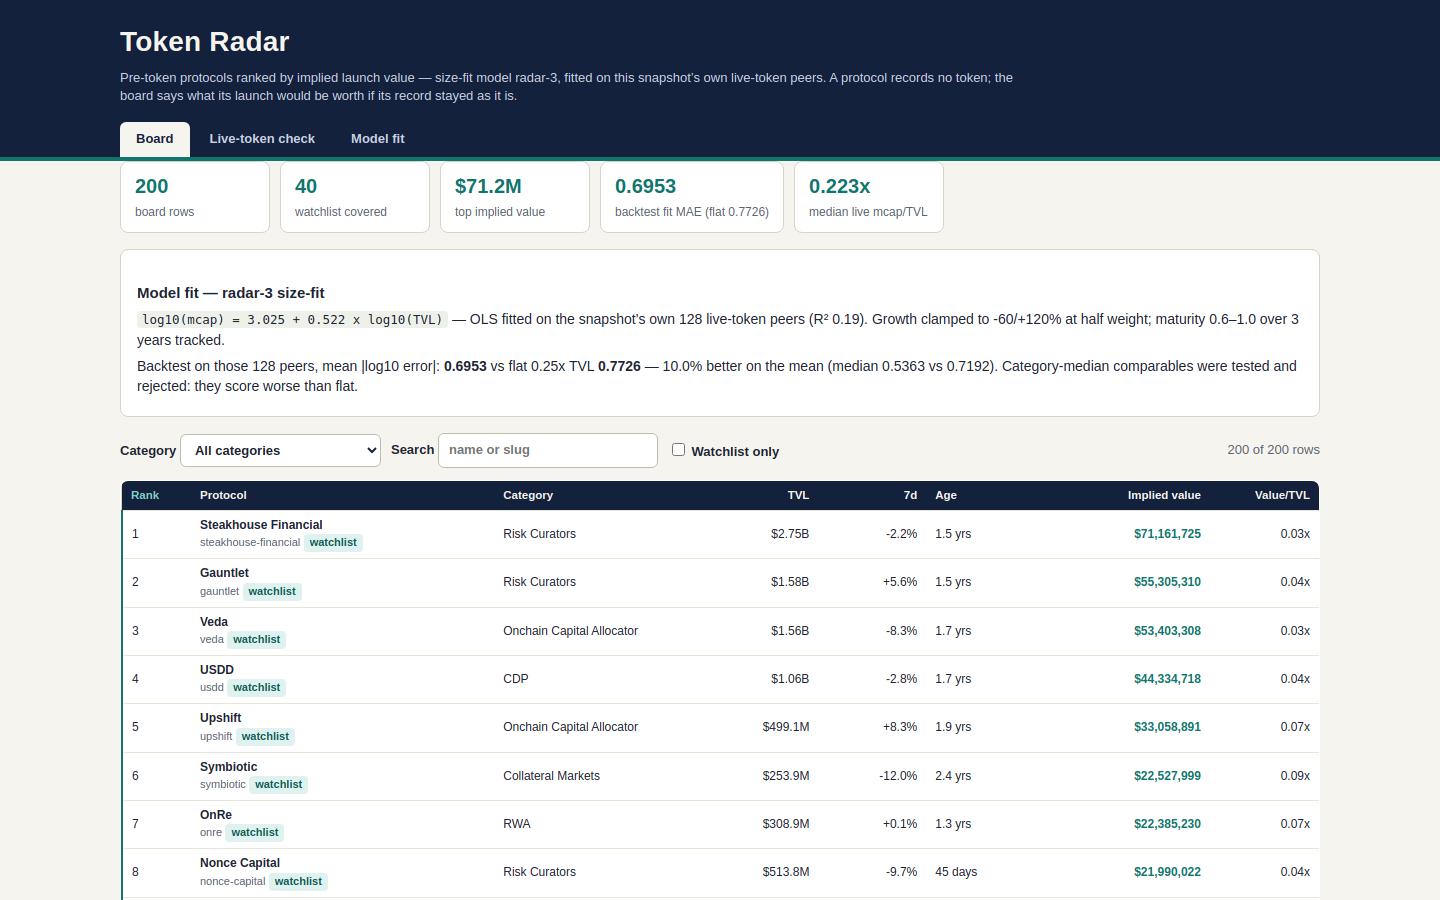 Token Radar
Pre-token protocols ranked by implied launch value — size-fit model radar-3, fitted on this snapshot's own live-token peers. A protocol records no token; the
board says what its launch would be worth if its record stayed as it is.
Board Live-token check Model fit
200 40 $71.2M 0.6953 0.223x
board rows watchlist covered top implied value backtest fit MAE (flat 0.7726) median live mcap/TVL
Model fit — radar-3 size-fit
log10(mcap) = 3.025 + 0.522 x log10(TVL) — OLS fitted on the snapshot's own 128 live-token peers (R² 0.19). Growth clamped to -60/+120% at half weight; maturity 0.6–1.0 over 3
years tracked.
Backtest on those 128 peers, mean |log10 error|: 0.6953 vs flat 0.25x TVL 0.7726 — 10.0% better on the mean (median 0.5363 vs 0.7192). Category-median comparables were tested and
rejected: they score worse than flat.
Category All categories Search name or slug Watchlist only 200 of 200 rows
Rank Protocol Category TVL 7d Age Implied value Value/TVL
1 Steakhouse Financial Risk Curators $2.75B -2.2% 1.5 yrs $71,161,725 0.03x
steakhouse-financial watchlist
2 Gauntlet Risk Curators $1.58B +5.6% 1.5 yrs $55,305,310 0.04x
gauntlet watchlist
3 Veda Onchain Capital Allocator $1.56B -8.3% 1.7 yrs $53,403,308 0.03x
veda watchlist
4 USDD CDP $1.06B -2.8% 1.7 yrs $44,334,718 0.04x
usdd watchlist
5 Upshift Onchain Capital Allocator $499.1M +8.3% 1.9 yrs $33,058,891 0.07x
upshift watchlist
6 Symbiotic Collateral Markets $253.9M -12.0% 2.4 yrs $22,527,999 0.09x
symbiotic watchlist
7 OnRe RWA $308.9M +0.1% 1.3 yrs $22,385,230 0.07x
onre watchlist
8 Nonce Capital Risk Curators $513.8M -9.7% 45 days $21,990,022 0.04x
nonce-capital watchlist